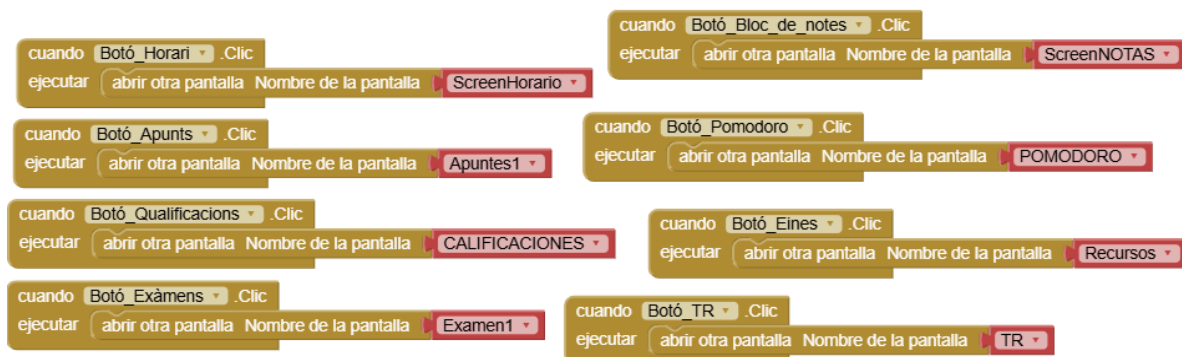 cuando Botó_Horari .Clic
ejecutar abrir otra pantalla Nombre de la pantalla ScreenHorario
cuando Botó_Apunts .Clic
ejecutar abrir otra pantalla Nombre de la pantalla Apuntes1
cuando Botó_Qualificacions .Clic
ejecutar abrir otra pantalla Nombre de la pantalla CALIFICACIONES
cuando Botó_Exàmens .Clic
ejecutar abrir otra pantalla Nombre de la pantalla Examen1
cuando Botó_Bloc_de_notes .Clic
ejecutar abrir otra pantalla Nombre de la pantalla ScreenNOTAS
cuando Botó_Pomodoro .Clic
ejecutar abrir otra pantalla Nombre de la pantalla POMODORO
cuando Botó_Eines .Clic
ejecutar abrir otra pantalla Nombre de la pantalla Recursos
cuando Botó_TR .Clic
ejecutar abrir otra pantalla Nombre de la pantalla TR